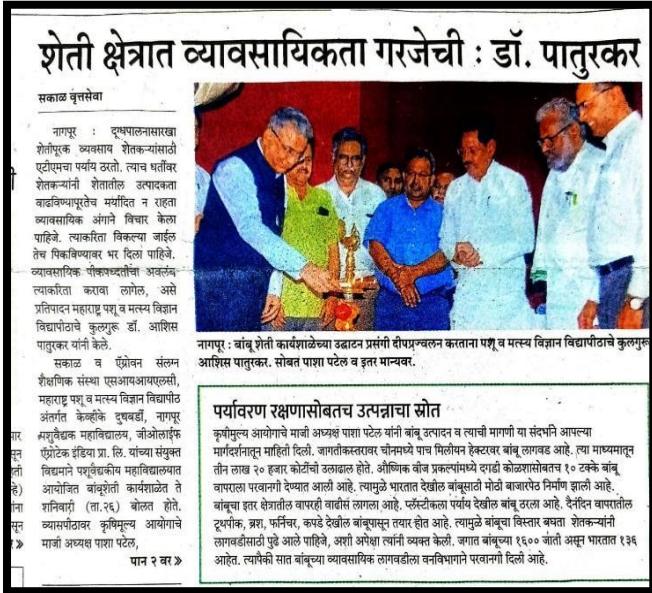 शेती क्षेत्रात व्यावसायिकता गरजेची : डॉ. पातुरकर
सकाळ वृत्तसेवा
नागपूर : दूग्धपालनासारखा
शेतीपूरक व्यवसाय शेतकऱ्यांसाठी
एटीएमचा पर्याय ठरतो. त्याच धर्तीवर
शेतकऱ्यांनी शेतातील उत्पादकता
वाढविण्यापूरतेच मर्यादित न राहता
व्यावसायिक अंगाने विचार केला
पाहिजे. त्याकरिता विकल्या जाईल
तेच पिकविण्यावर भर दिला पाहिजे.
व्यावसायिक पीकपध्दतींचा अवलंब
त्याकरिता करावा लागेल, असे
प्रतिपादन महाराष्ट्र पशू व मत्स्य विज्ञान
विद्यापीठाचे कुलगूरु डॉ. आशिस
पातुरकर यांनी केले.
सकाळ व ऍग्रोवन संलग्न
शैक्षणिक संस्था एसआयआयएलसी,
महाराष्ट्र पशू व मत्स्य विज्ञान विद्यापीठ
अंतर्गत केव्हीके दुधबर्डी, नागपूर
पशुवैद्यक महाविद्यालय, जीओलाईफ
ऍग्रोटेक इंडिया प्रा. लि. यांच्या संयुक्त
विद्यमाने पशूवैद्यकीय महाविद्यालयात
आयोजित बांबूशेती कार्यशाळेत ते
शनिवारी (ता.२६) बोलत होते.
व्यासपीठावर कृषिमूल्य आयोगाचे
माजी अध्यक्ष पाशा पटेल,
पान २ वर
नागपूर : बांबू शेती कार्यशाळेच्या उद्घाटन प्रसंगी दीपप्रज्वलन करताना पशू व मत्स्य विज्ञान विद्यापीठाचे कुलगुरू
आशिस पातुरकर. सोबत पाशा पटेल व इतर मान्यवर.
पर्यावरण रक्षणासोबतच उत्पन्नाचा स्रोत
कृषीमुल्य आयोगाचे माजी अध्यक्ष पाशा पटेल यांनी बांबू उत्पादन व त्याची मागणी या संदर्भाने आपल्या
मार्गदर्शनातून माहिती दिली. जागतीकस्तरावर चीनमध्ये पाच मिलीयन हेक्टरवर बांबू लागवड आहे. त्या माध्यमातून
तीन लाख २० हजार कोटींची उलाढाल होते. औष्णिक वीज प्रकल्पांमध्ये दगडी कोळशासोबतच १० टक्के बांबू
वापराला परवानगी देण्यात आली आहे. त्यामुळे भारतात देखील बांबूसाठी मोठी बाजारपेठ निर्माण झाली आहे.
बांबूचा इतर क्षेत्रातील वापरही वाढीसं लागला आहे. प्लॅस्टीकला पर्याय देखील बांबू ठरला आहे. दैनंदिन वापरातील
टूथपीक, ब्रश, फर्निचर, कपडे देखील बांबूपासून तयार होत आहे. त्यामुळे बांबूचा विस्तार बघता शेतकऱ्यांनी
लागवडीसाठी पुढे आले पाहिजे, अशी अपेक्षा त्यांनी व्यक्त केली. जगात बांबूच्या १६०० जाती असून भारतात १३६
आहेत. त्यापैकी सात बांबूच्या व्यावसायिक लागवडीला वनविभागाने परवानगी दिली आहे.